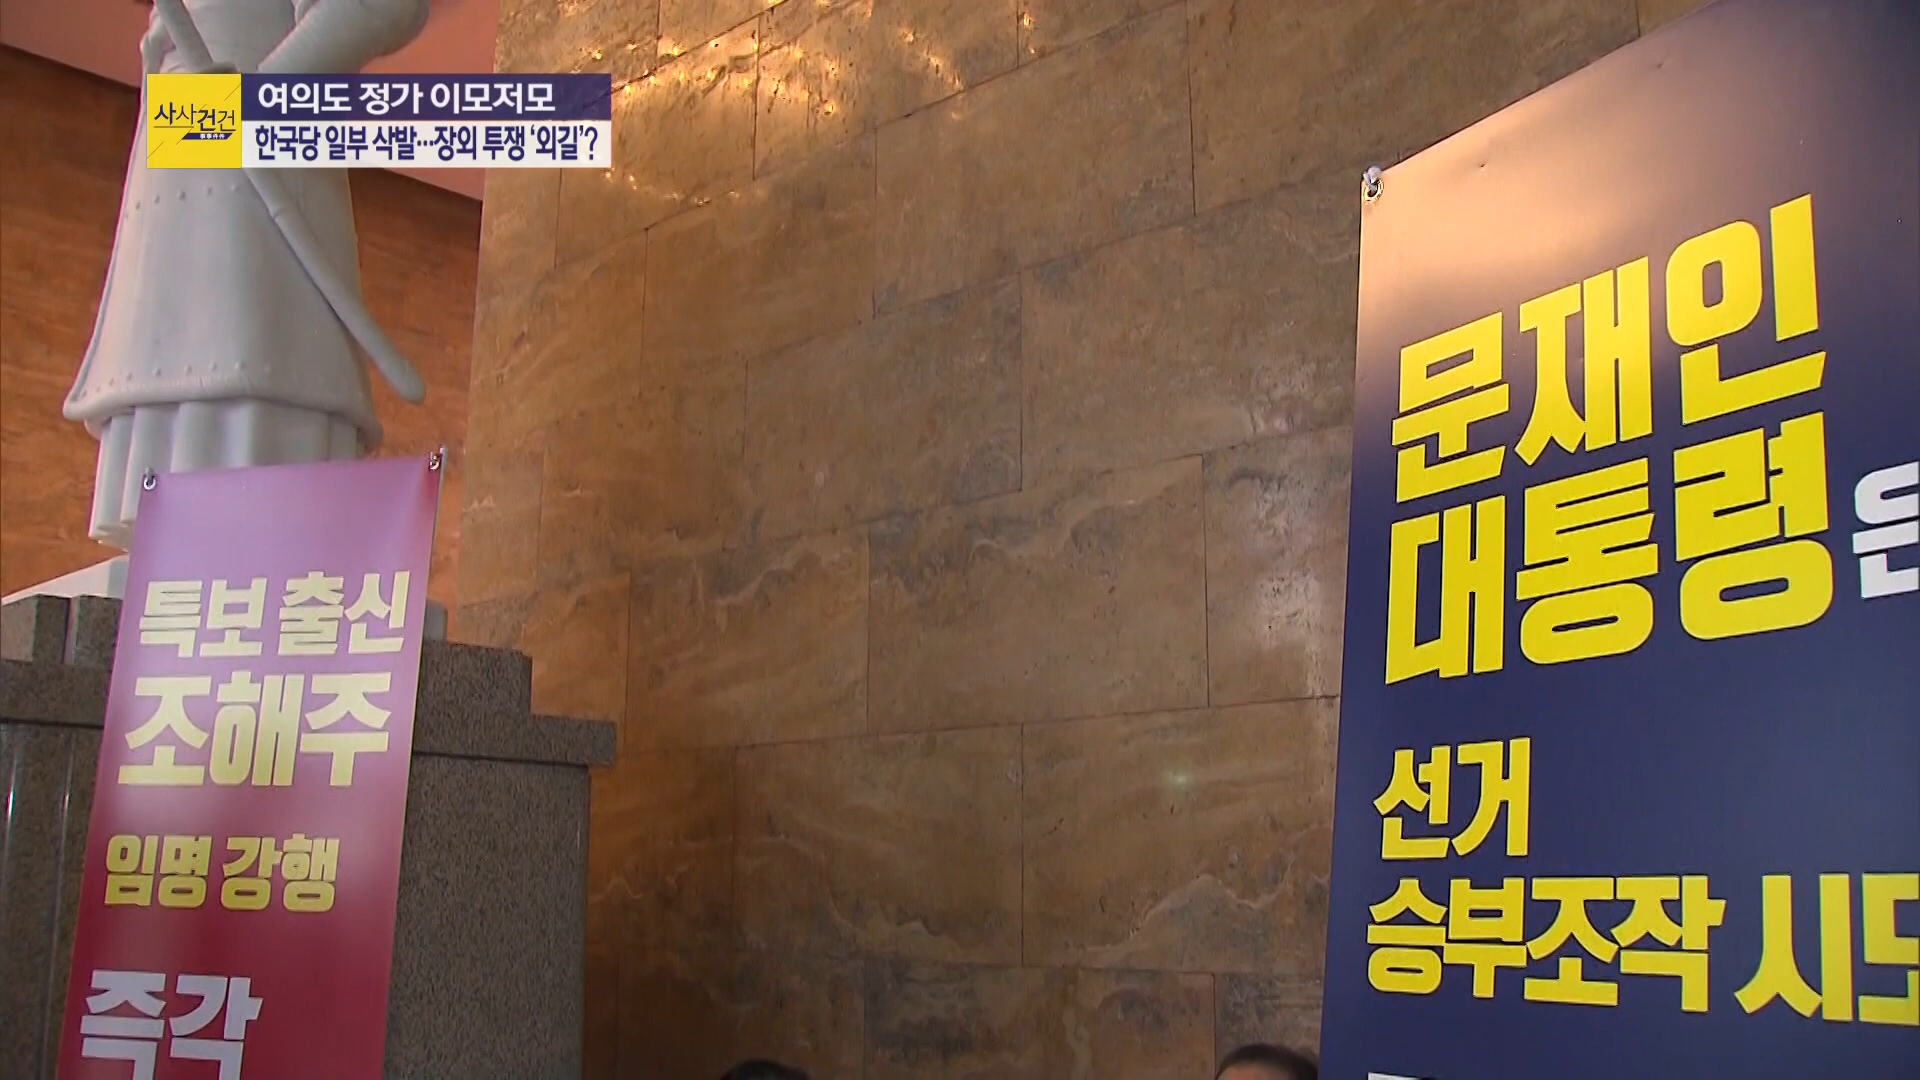 사사건건
여의도 정가 이모저모
한국당 일부 삭발…장외 투쟁 ‘외길’?
특보 출신
조해주
임명 강행
즉각
문재인
대통령은
선거
승부조작 시도